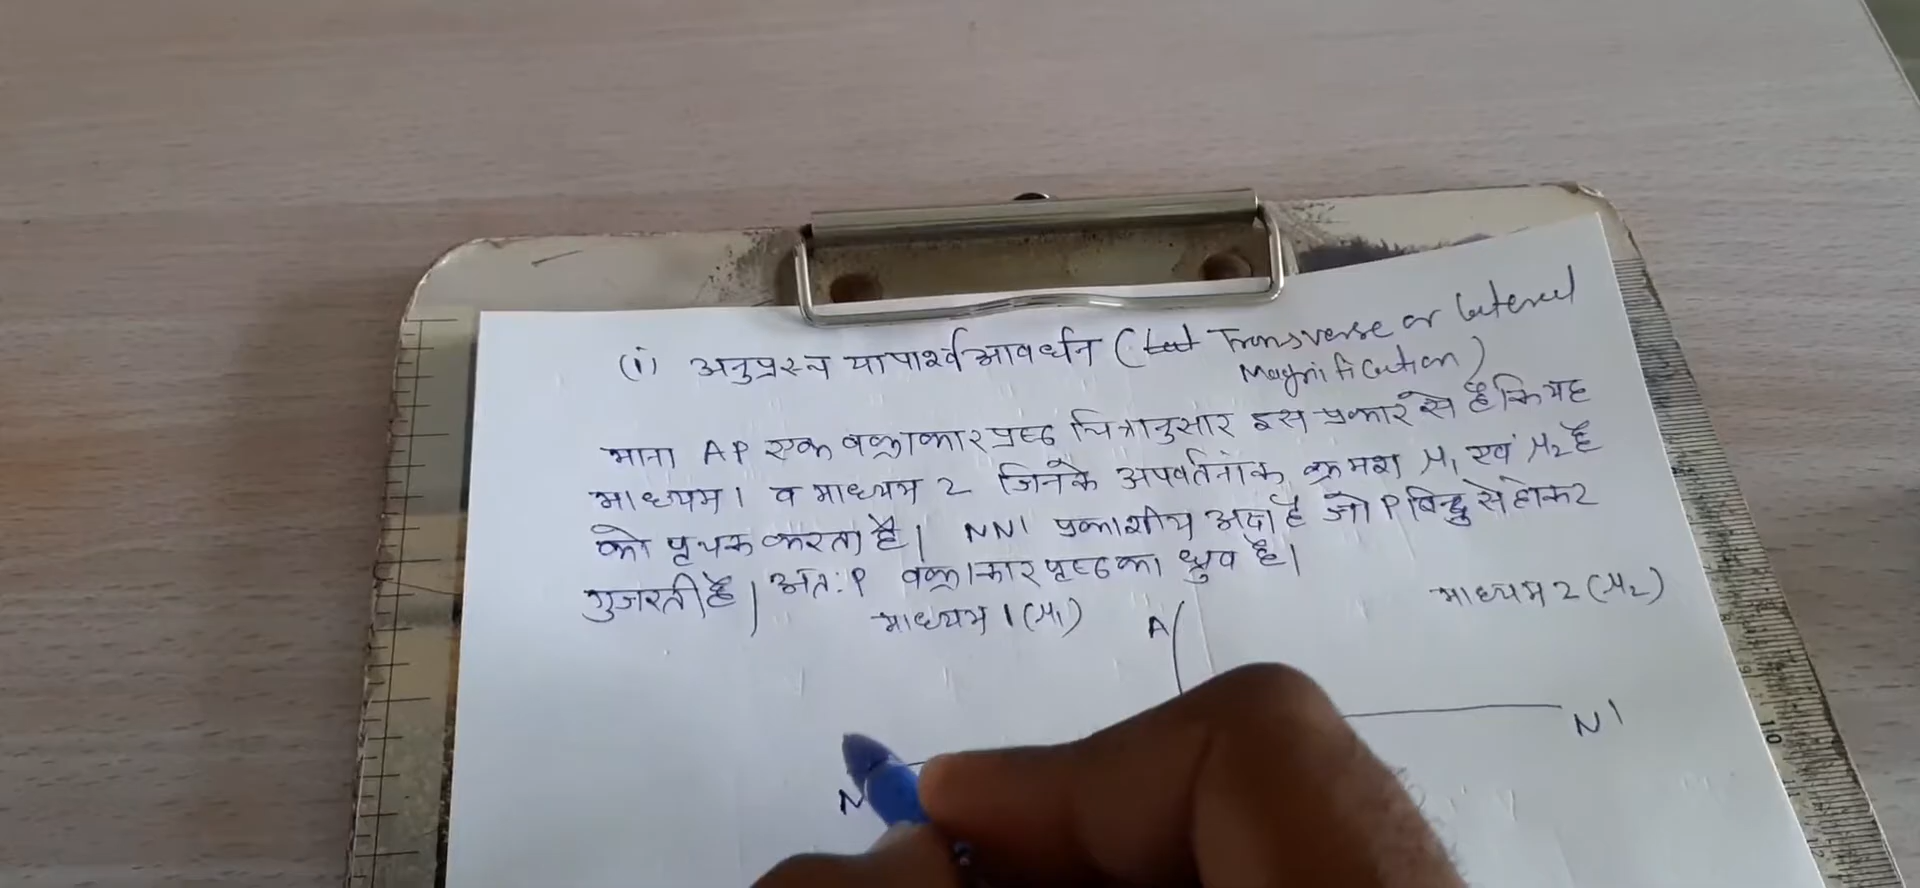 (i) अनुप्रस्थ या पार्श्व आवर्धन (Transverse or lateral
Magnification)
माना AP एक वक्राकार प्रष्ठ चित्रानुसार इस प्रकार से है कि यह
माध्यम 1 व माध्यम 2 जिनके अपवर्तनांक क्रमश μ1 एवं μ2 है
को पृथक करता है। NN' प्रकाशीय अक्ष है जो P बिन्दु से होकर
गुजरती है। अत: P वक्राकार पृष्ठ का ध्रुव है।
माध्यम 1 (μ1) A माध्यम 2 (μ2)
N N'